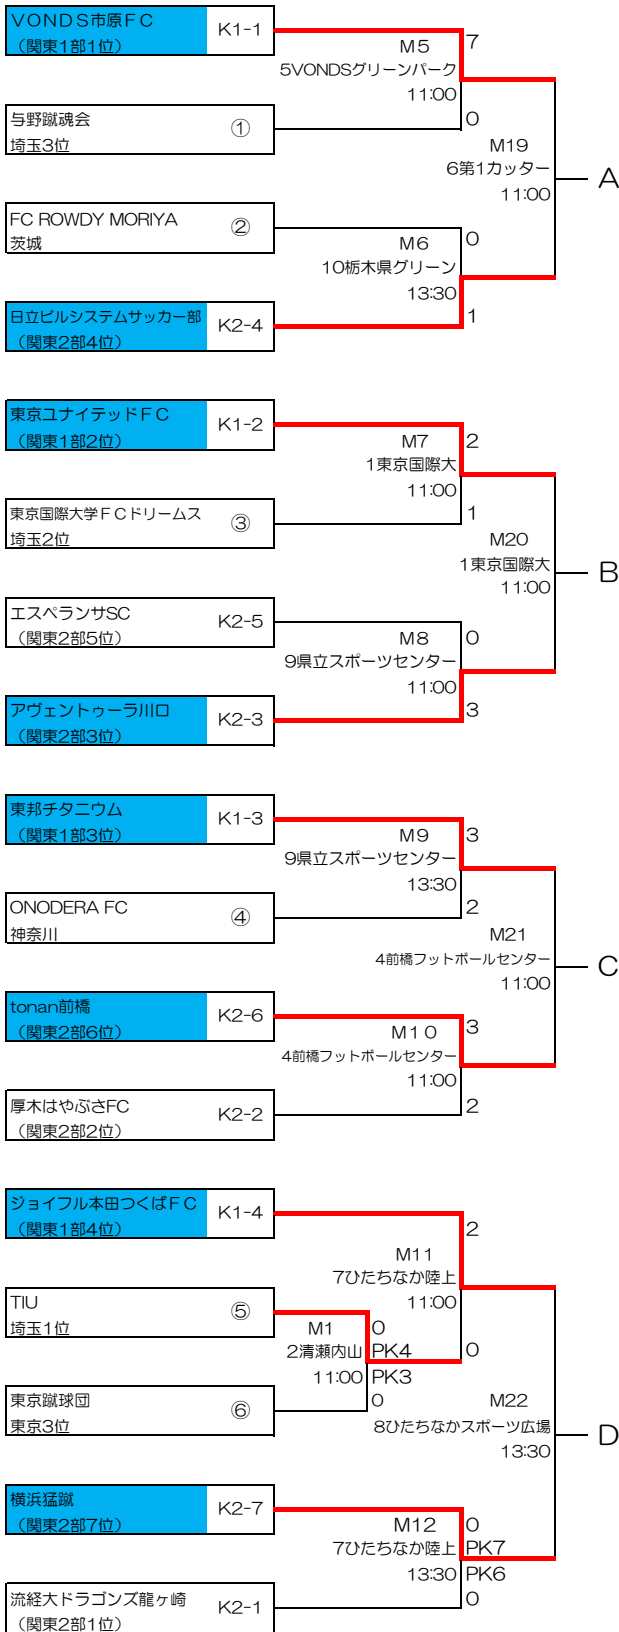 VONDS市原FC
（関東1部1位）
K1-1
M5
7
5VONDSグリーンパーク
11:00
与野蹴魂会
埼玉3位
①
0
M19
6第1カッター
11:00
A
FC ROWDY MORIYA
茨城
②
M6
0
10栃木県グリーン
13:30
日立ビルシステムサッカー部
（関東2部4位）
K2-4
1
東京ユナイテッドFC
（関東1部2位）
K1-2
M7
2
1東京国際大
11:00
東京国際大学FCドリームス
埼玉2位
③
1
M20
1東京国際大
11:00
B
エスペランサSC
（関東2部5位）
K2-5
M8
0
9県立スポーツセンター
11:00
アヴェントゥーラ川口
（関東2部3位）
K2-3
3
東邦チタニウム
（関東1部3位）
K1-3
M9
3
9県立スポーツセンター
13:30
ONODERA FC
神奈川
④
2
M21
4前橋フットボールセンター
11:00
C
tonan前橋
（関東2部6位）
K2-6
M10
3
4前橋フットボールセンター
11:00
厚木はやぶさFC
（関東2部2位）
K2-2
2
ジョイフル本田つくばFC
（関東1部4位）
K1-4
2
M11
7ひたちなか陸上
11:00
TIU
埼玉1位
⑤
M1
0
2清瀬内山
PK4
0
11:00
PK3
東京蹴球団
東京3位
⑥
0
M22
8ひたちなかスポーツ広場
13:30
D
横浜猛蹴
（関東2部7位）
K2-7
M12
0
7ひたちなか陸上
PK7
13:30
PK6
流経大ドラゴンズ龍ヶ崎
（関東2部1位）
K2-1
0